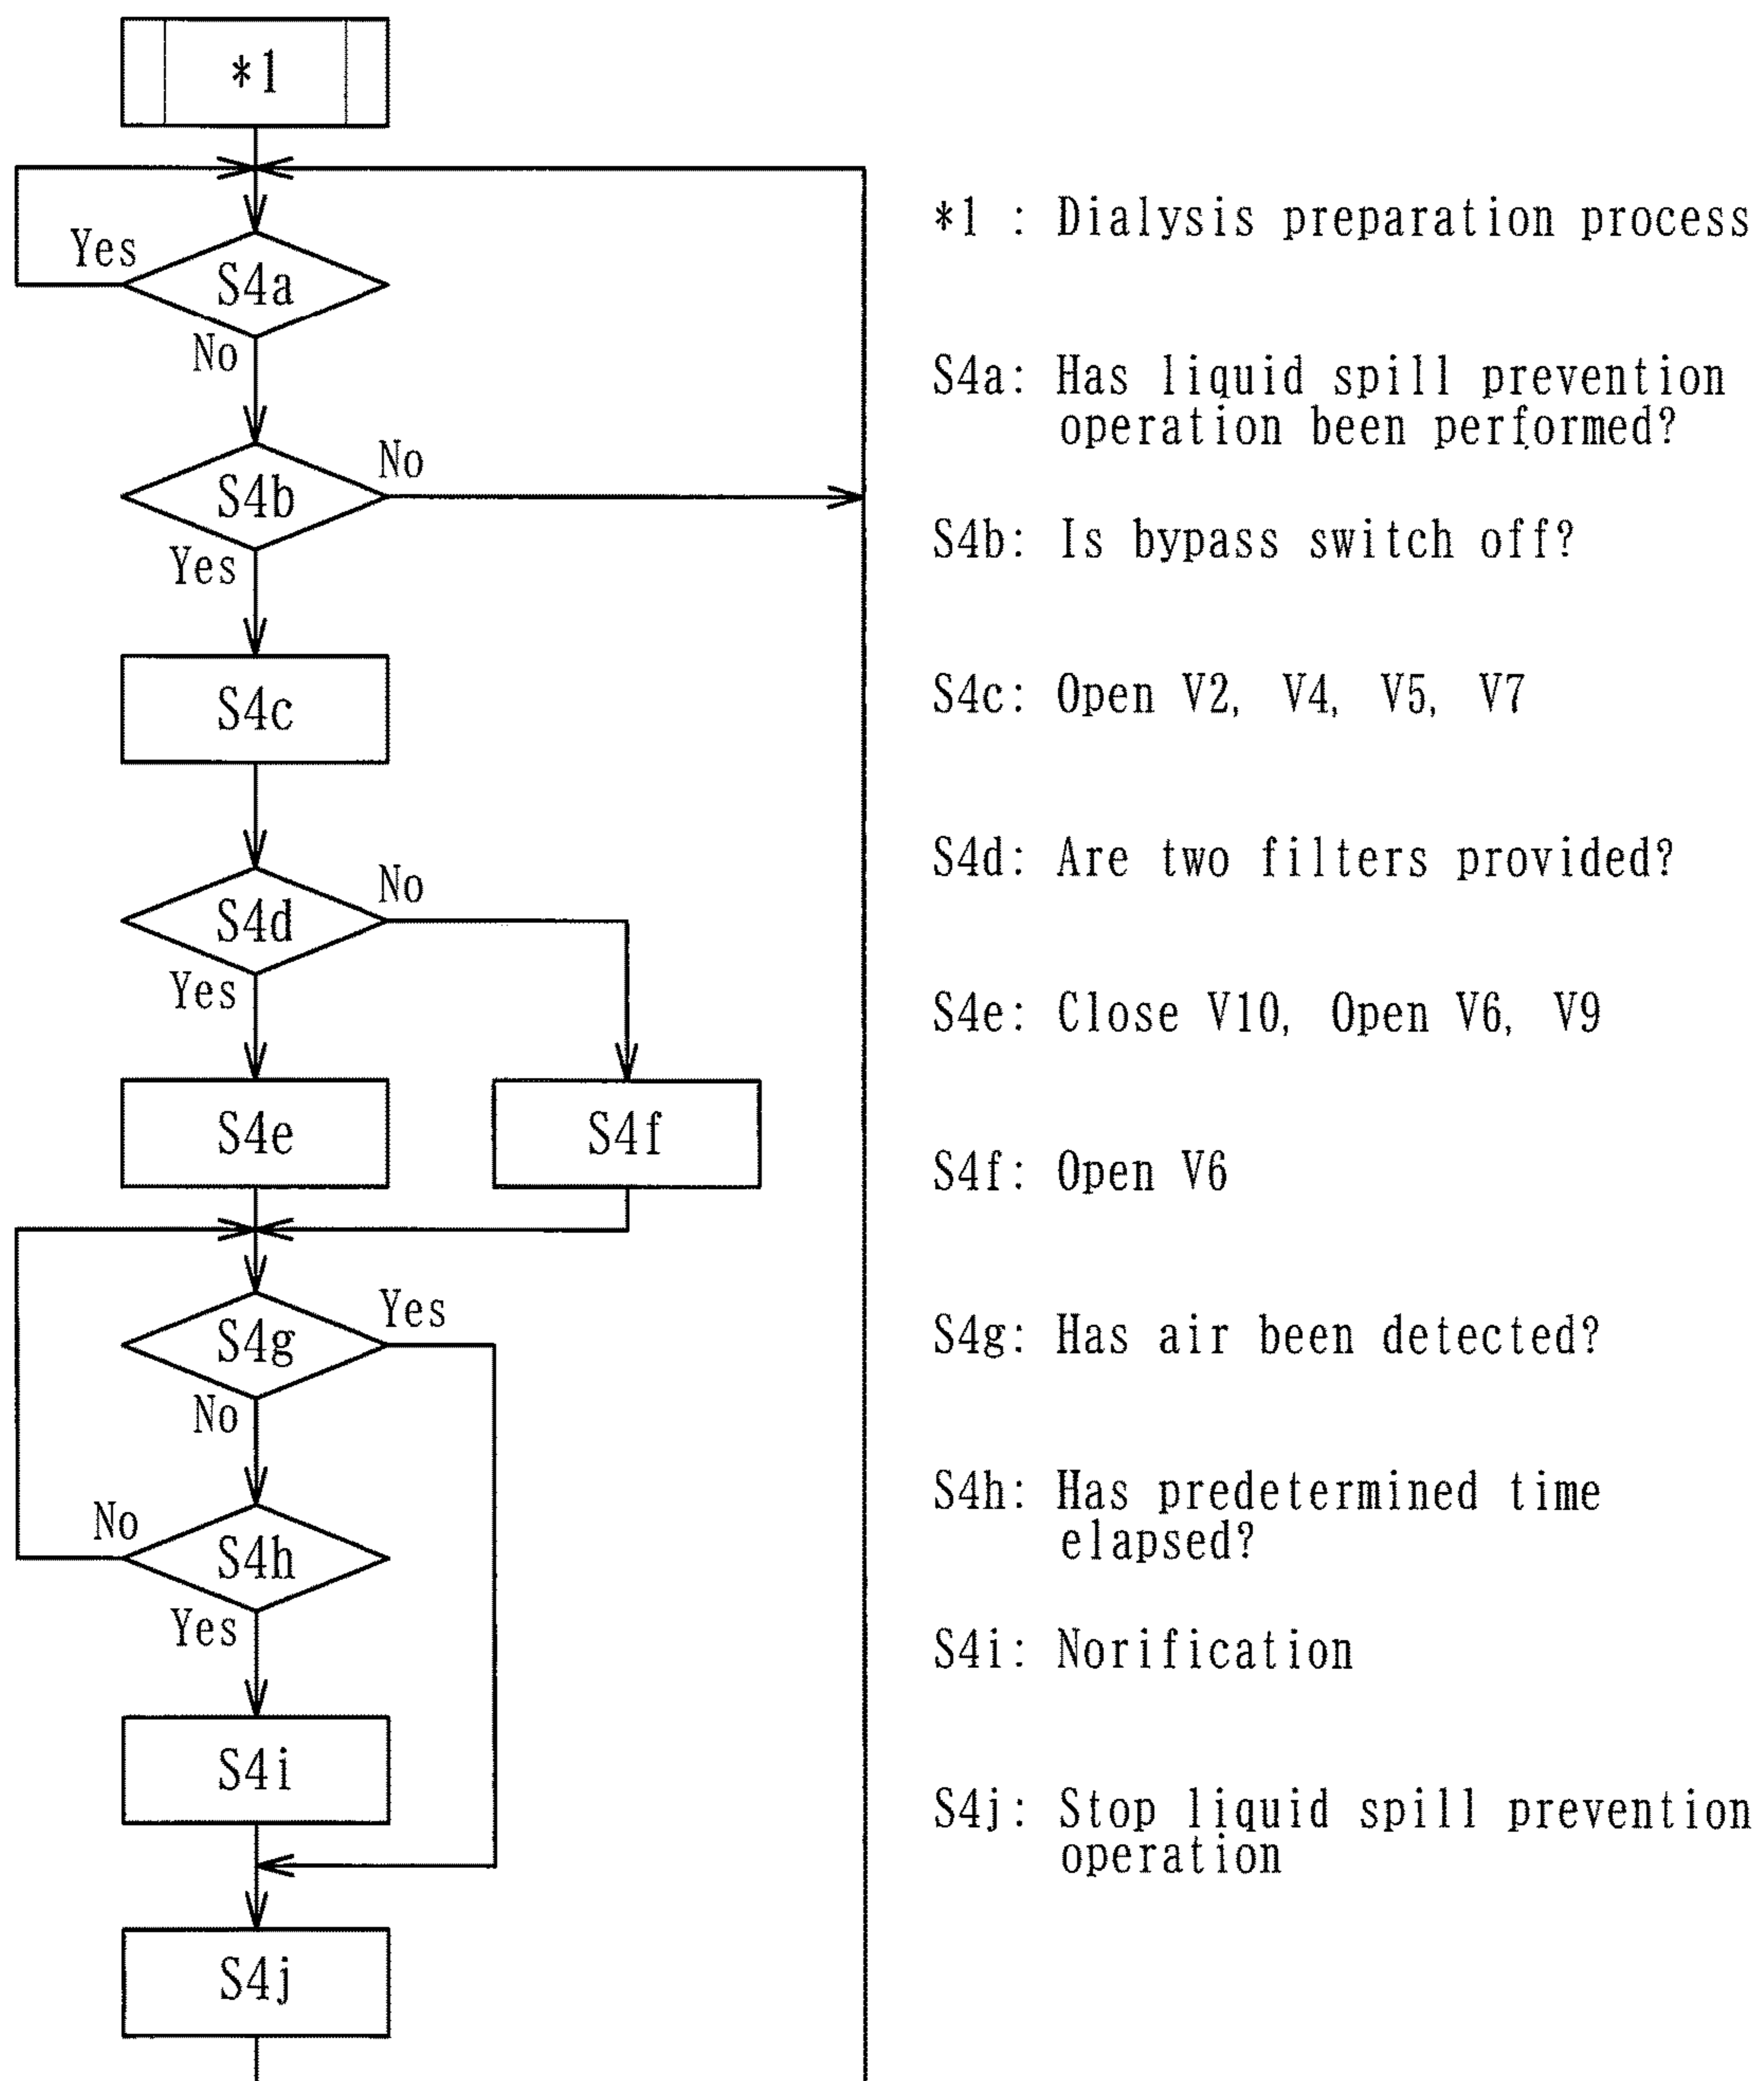 *1
Yes
S4a
No
No
S4b
Yes
S4c
No
S4d
Yes
S4e
S4f
Yes
S4g
No
No
S4h
Yes
S4i
S4j
*1 : Dialysis preparation process
S4a: Has liquid spill prevention
operation been performed?
S4b: Is bypass switch off?
S4c: Open V2, V4, V5, V7
S4d: Are two filters provided?
S4e: Close V10, Open V6, V9
S4f: Open V6
S4g: Has air been detected?
S4h: Has predetermined time
elapsed?
S4i: Norification
S4j: Stop liquid spill prevention
operation